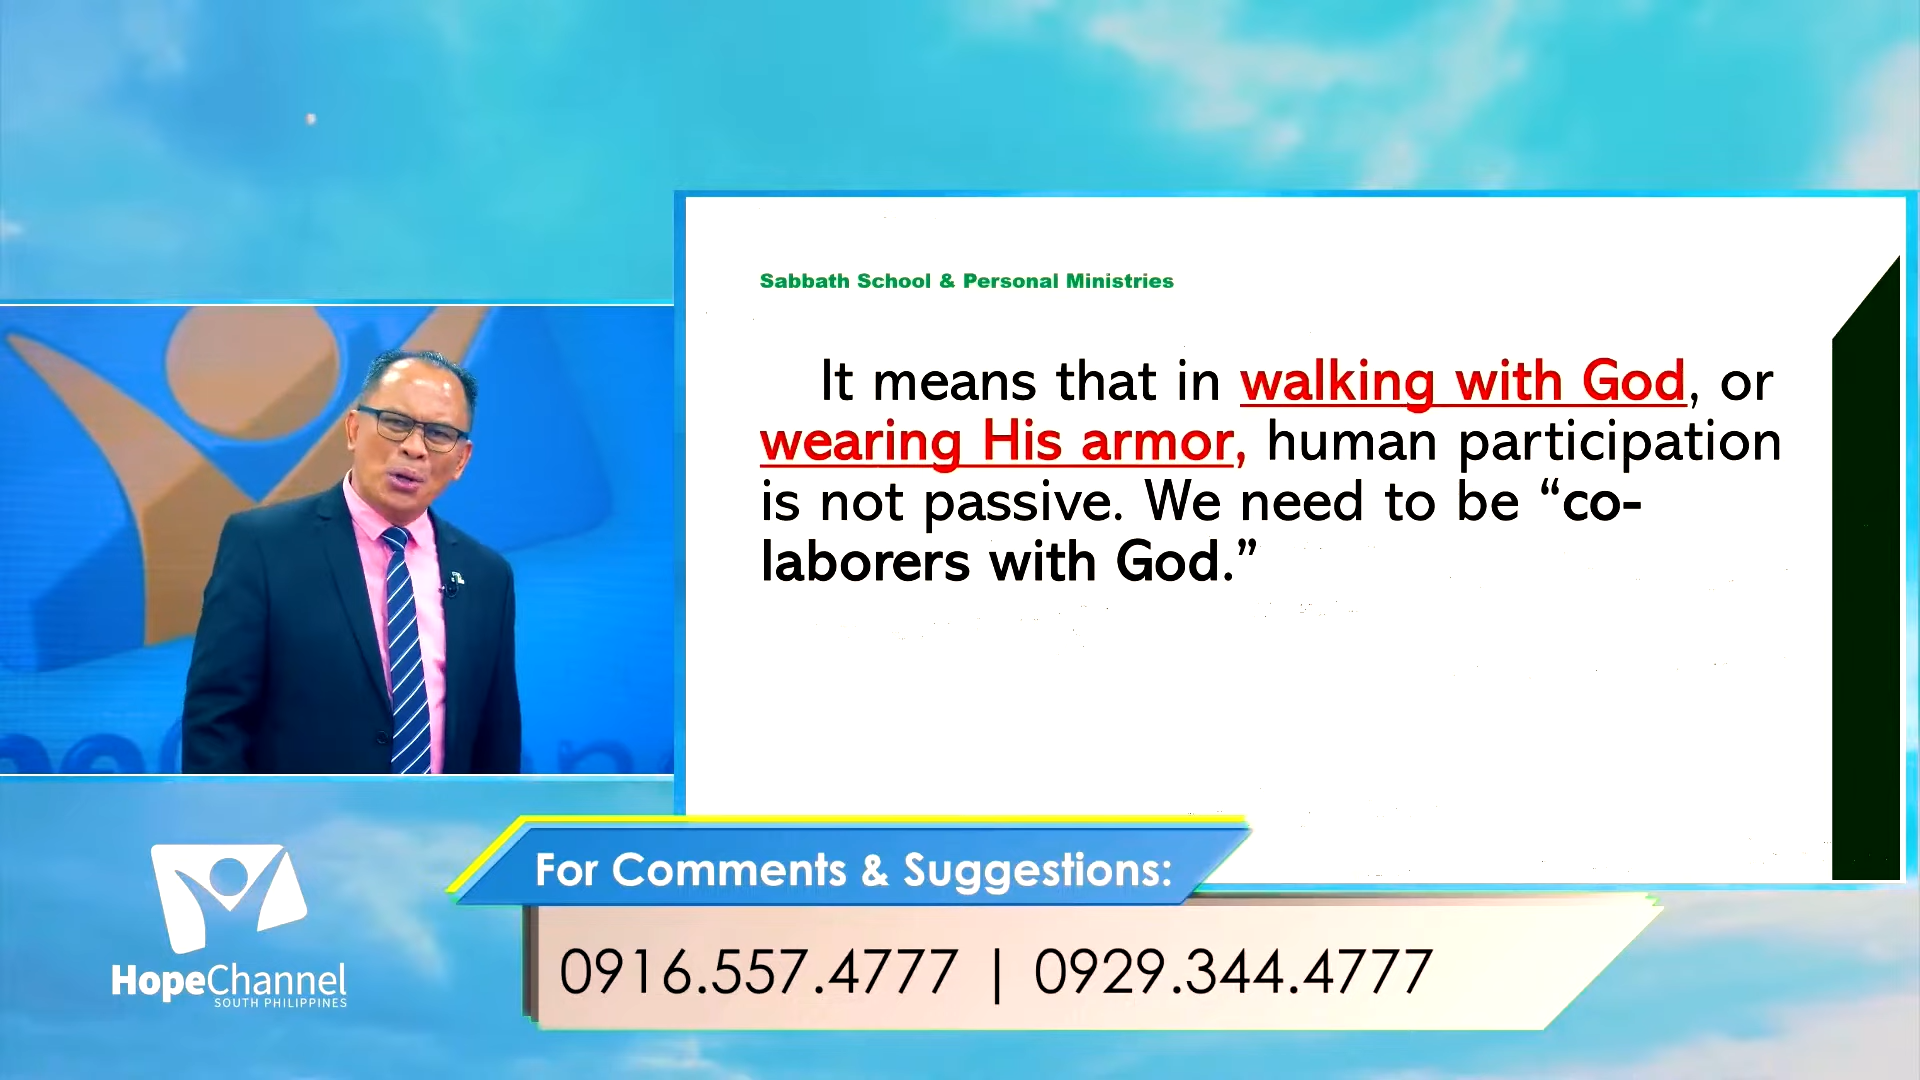 Sabbath School & Personal Ministries
It means that in walking with God, or
wearing His armor, human participation
is not passive. We need to be “co-
laborers with God.”
For Comments & Suggestions:
0916.557.4777 | 0929.344.4777
HopeChannel
SOUTH PHILIPPINES